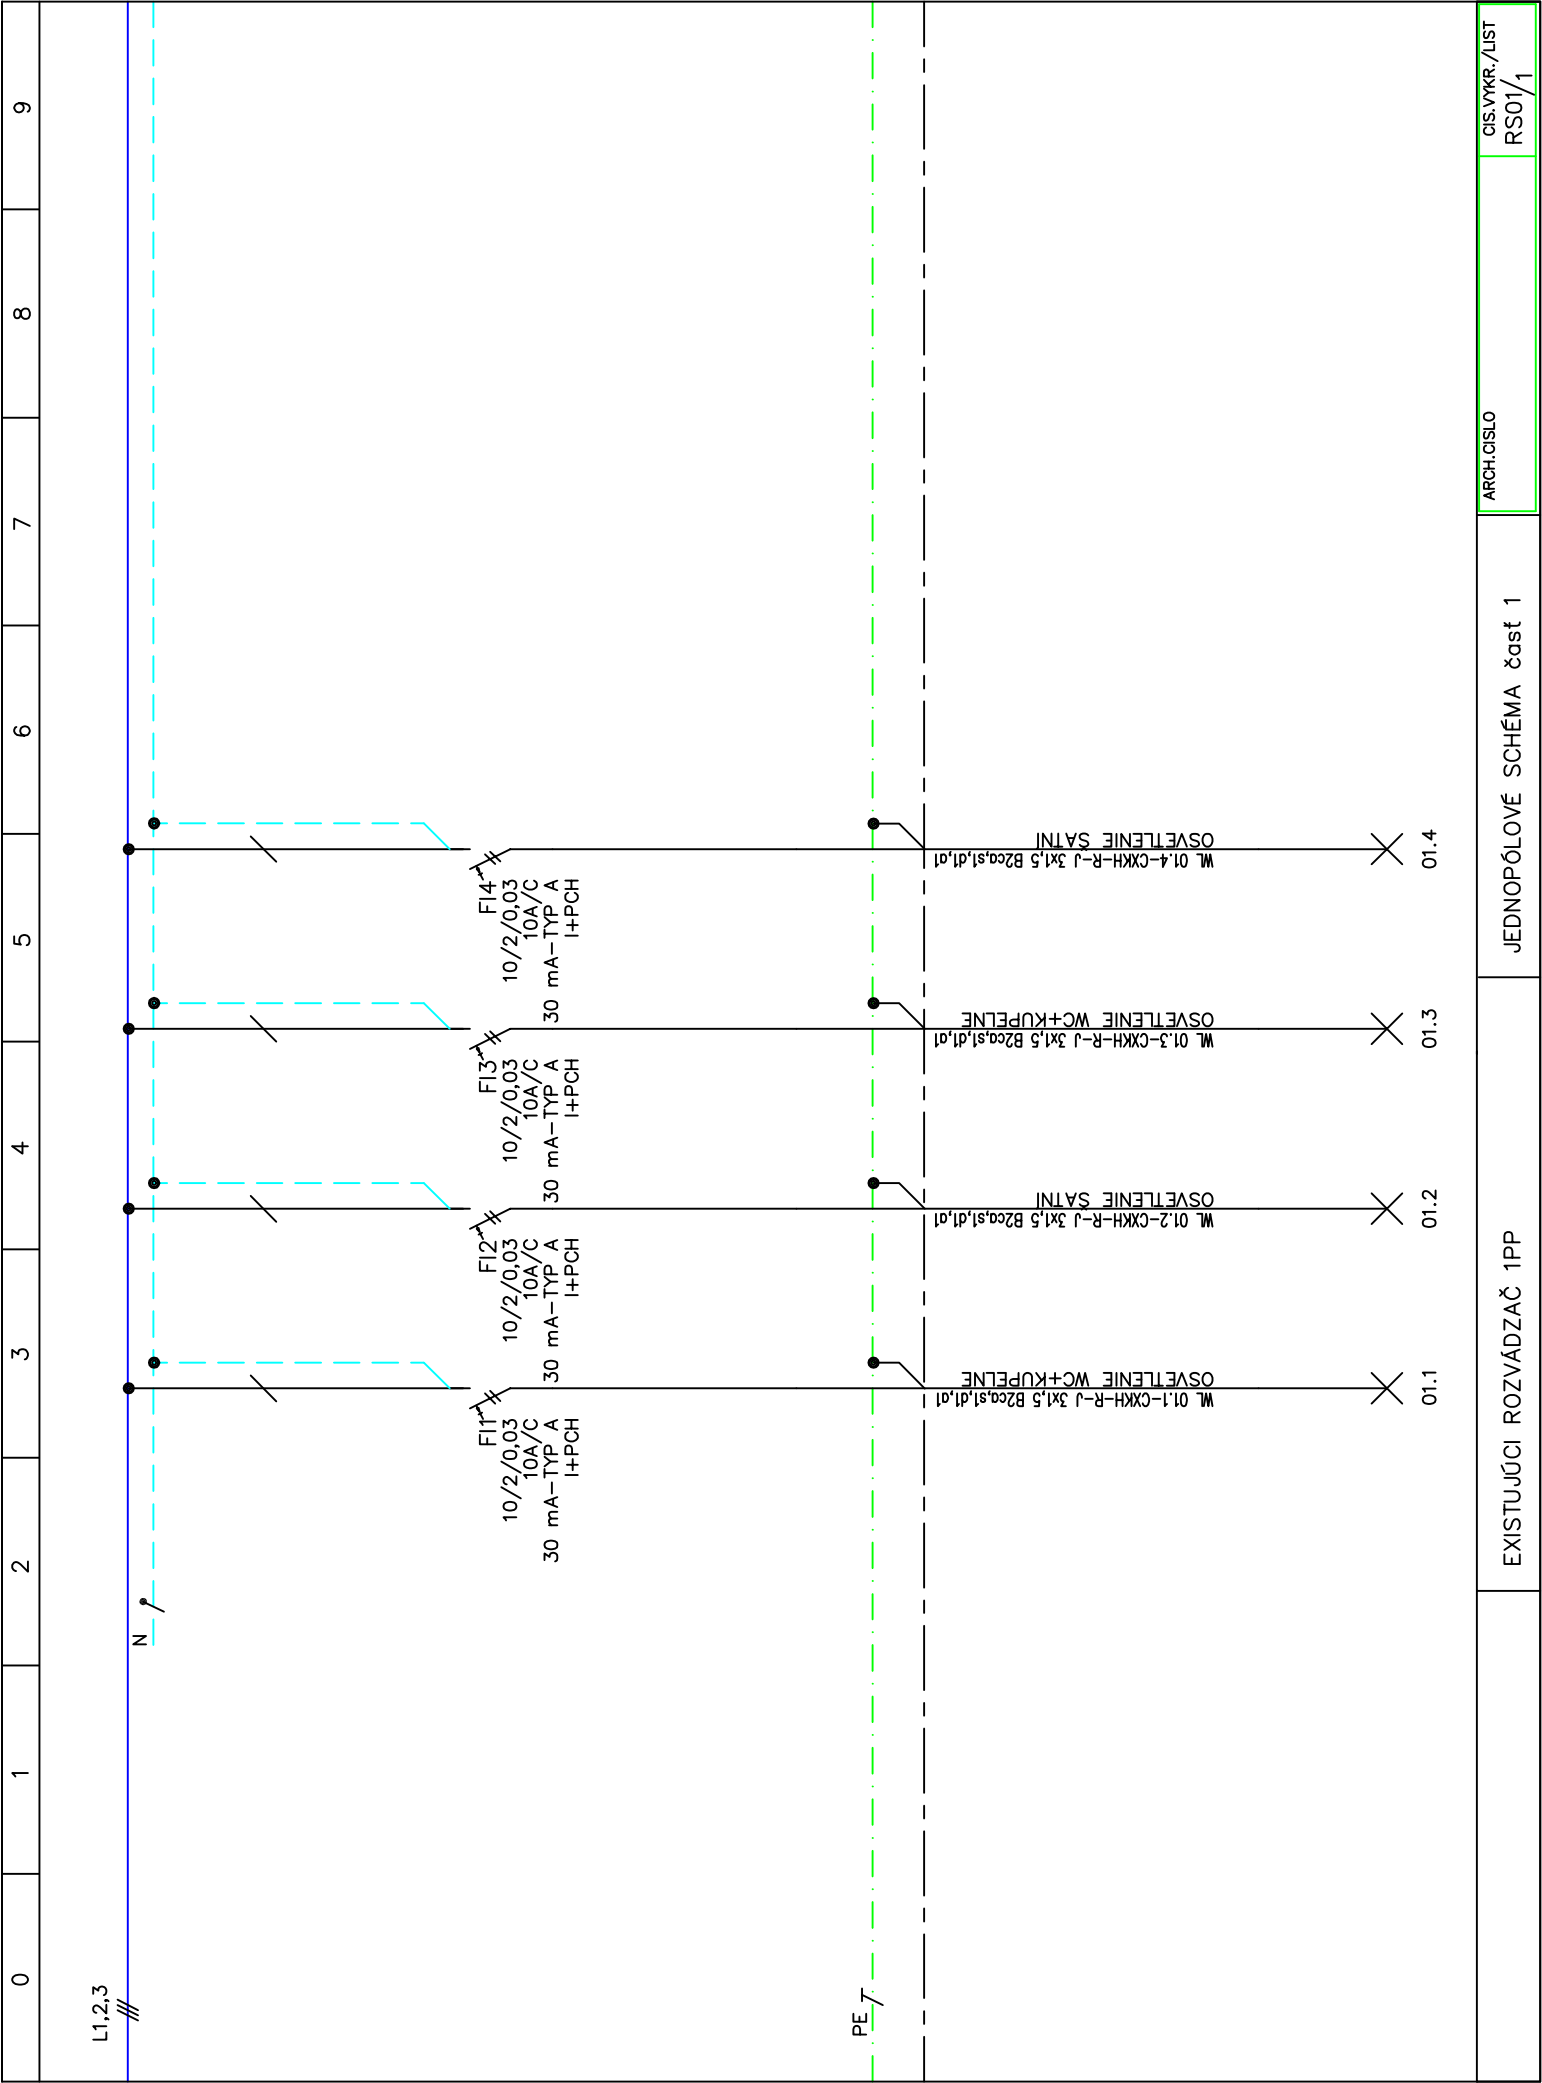 0 1 2 3 4 5 6 7 8 9
L1,2,3
N
FI1
10/2/0,03
10A/C
30 mA-TYP A
I+PCH
FI2
10/2/0,03
10A/C
30 mA-TYP A
I+PCH
FI3
10/2/0,03
10A/C
30 mA-TYP A
I+PCH
FI4
10/2/0,03
10A/C
30 mA-TYP A
I+PCH
PE
OSVETLENIE WC+KUPELNE
WL 01.1-CXKH-R-J 3x1,5 B2ca,s1,d1,a1
01.1
OSVETLENIE ŠATNI
WL 01.2-CXKH-R-J 3x1,5 B2ca,s1,d1,a1
01.2
OSVETLENIE WC+KUPELNE
WL 01.3-CXKH-R-J 3x1,5 B2ca,s1,d1,a1
01.3
OSVETLENIE ŠATNI
WL 01.4-CXKH-R-J 3x1,5 B2ca,s1,d1,a1
01.4
EXISTUJÚCI ROZVÁDZAČ 1PP
JEDNOPÓLOVÉ SCHÉMA časť 1
ARCH.CISLO
CIS.VYKR./LIST
RS01/1